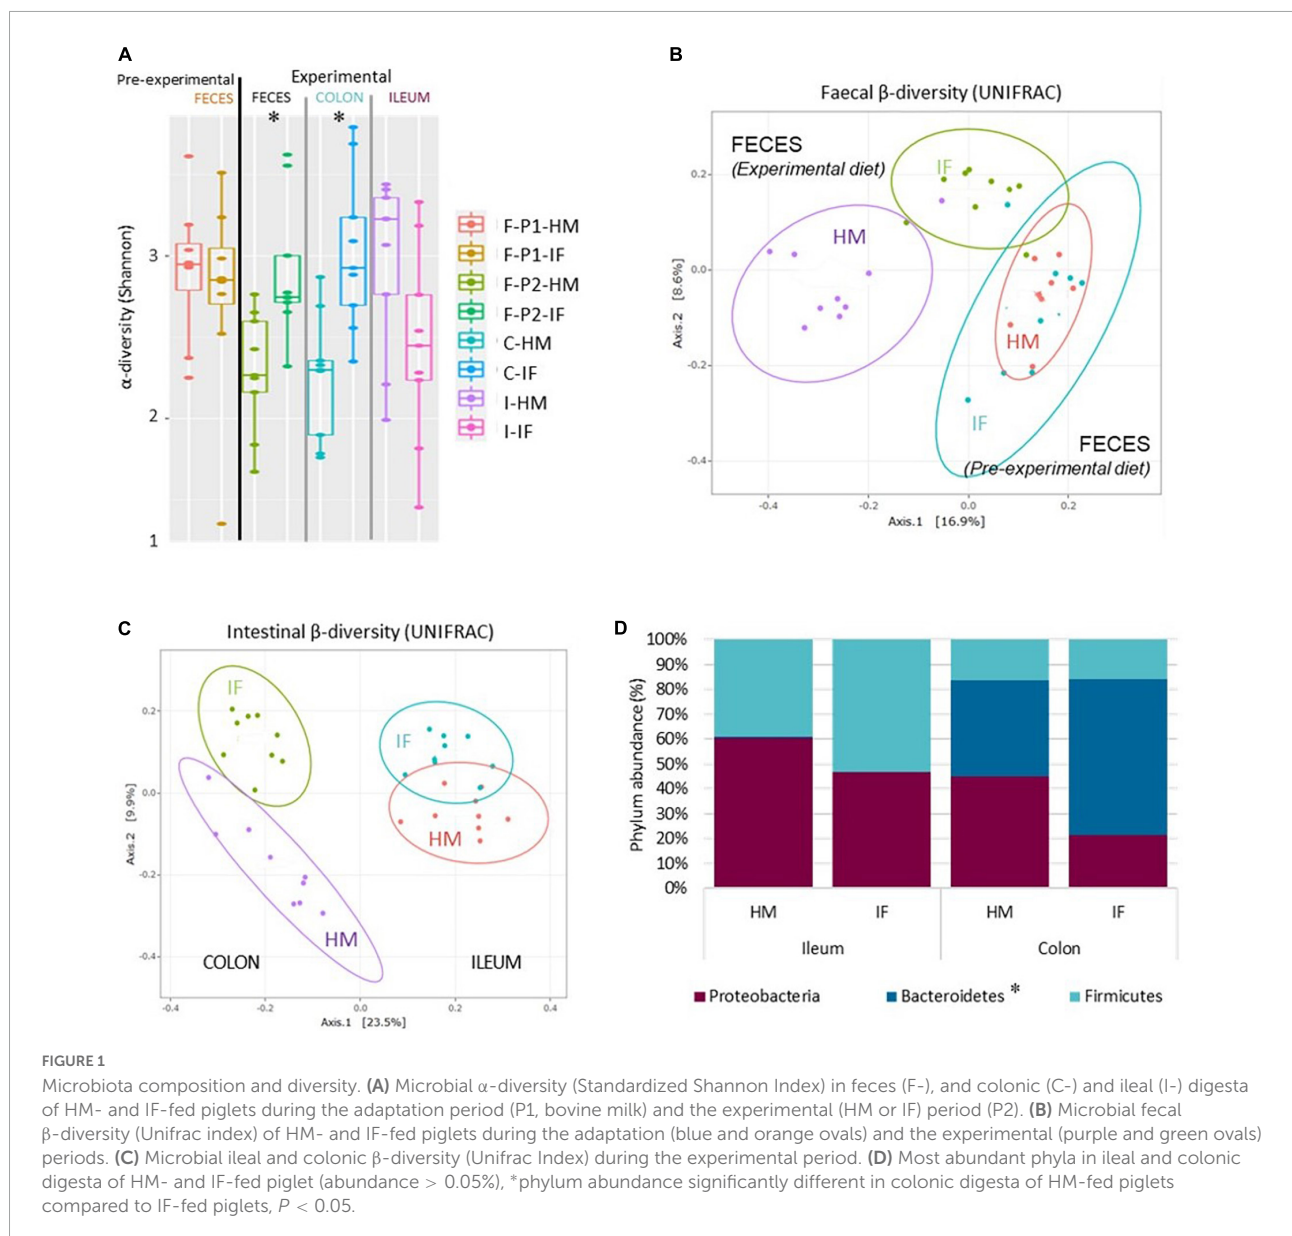 A
Pre-experimental
Experimental
FECES
FECES
COLON
ILEUM
*
*
α-diversity (Shannon)
3
2
1
F-P1-HM
F-P1-IF
F-P2-HM
F-P2-IF
C-HM
C-IF
I-HM
I-IF
B
Faecal β-diversity (UNIFRAC)
FECES
(Experimental diet)
IF
HM
HM
IF
FECES
(Pre-experimental diet)
Axis.2 [8.6%]
0.2
0.0
-0.2
-0.4
-0.4
-0.2
0.0
0.2
Axis.1 [16.9%]
C
Intestinal β-diversity (UNIFRAC)
IF
IF
HM
HM
COLON
ILEUM
Axis.2 [9.9%]
0.2
0.0
-0.2
-0.4
-0.4
-0.2
0.0
0.2
0.4
Axis.1 [23.5%]
D
Phylum abundance (%)
100%
90%
80%
70%
60%
50%
40%
30%
20%
10%
0%
HM
IF
HM
IF
Ileum
Colon
Proteobacteria
Bacteroidetes *
Firmicutes
FIGURE 1
Microbiota composition and diversity. (A) Microbial α-diversity (Standardized Shannon Index) in feces (F-), and colonic (C-) and ileal (I-) digesta
of HM- and IF-fed piglets during the adaptation period (P1, bovine milk) and the experimental (HM or IF) period (P2). (B) Microbial fecal
β-diversity (Unifrac index) of HM- and IF-fed piglets during the adaptation (blue and orange ovals) and the experimental (purple and green ovals)
periods. (C) Microbial ileal and colonic β-diversity (Unifrac Index) during the experimental period. (D) Most abundant phyla in ileal and colonic
digesta of HM- and IF-fed piglet (abundance > 0.05%), *phylum abundance significantly different in colonic digesta of HM-fed piglets
compared to IF-fed piglets, P < 0.05.